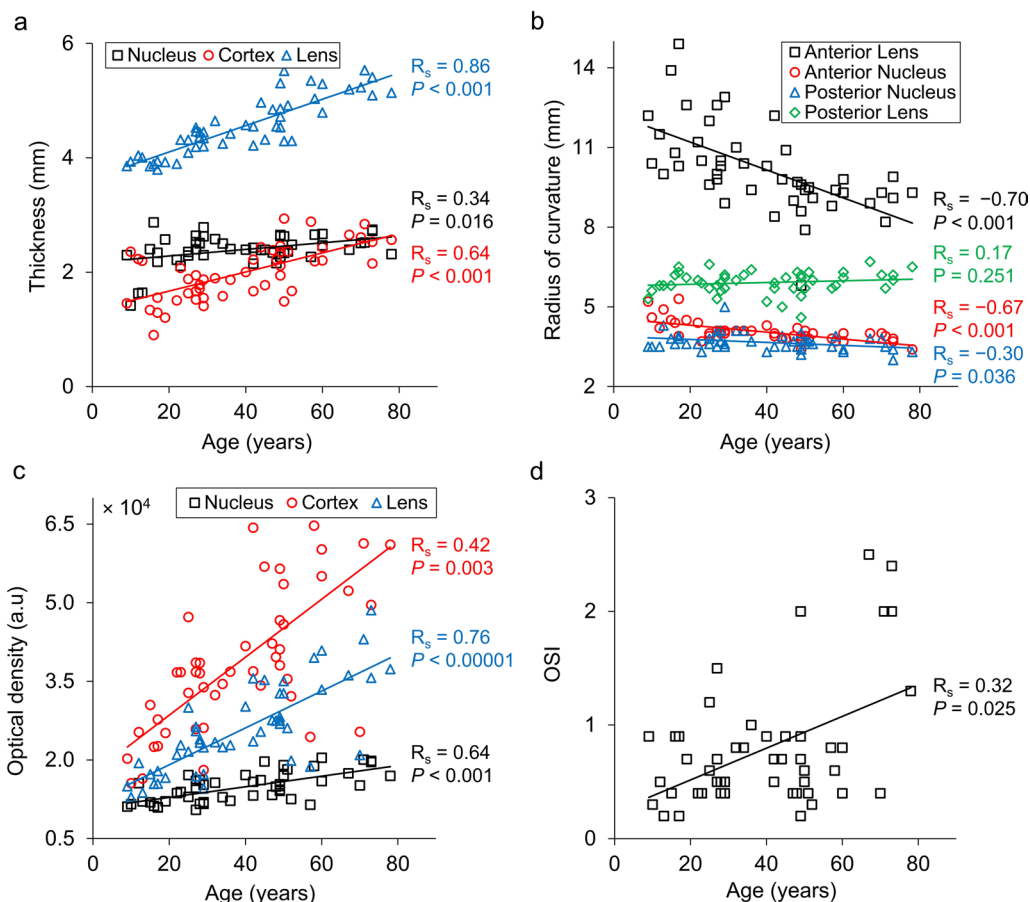 a
6
4
2
0
Thickness (mm)
Nucleus Cortex Lens
Rs = 0.86
P < 0.001
Rs = 0.34
P = 0.016
Rs = 0.64
P < 0.001
0 20 40 60 80
Age (years)
b
14
11
8
5
2
Radius of curvature (mm)
Anterior Lens
Anterior Nucleus
Posterior Nucleus
Posterior Lens
Rs = −0.70
P < 0.001
Rs = 0.17
P = 0.251
Rs = −0.67
P < 0.001
Rs = −0.30
P = 0.036
0 20 40 60 80
Age (years)
c
× 10⁴
Nucleus Cortex Lens
6.5
5.0
3.5
2.0
0.5
Optical density (a.u)
Rs = 0.42
P = 0.003
Rs = 0.76
P < 0.00001
Rs = 0.64
P < 0.001
0 20 40 60 80
Age (years)
d
3
2
1
0
OSI
Rs = 0.32
P = 0.025
0 20 40 60 80
Age (years)